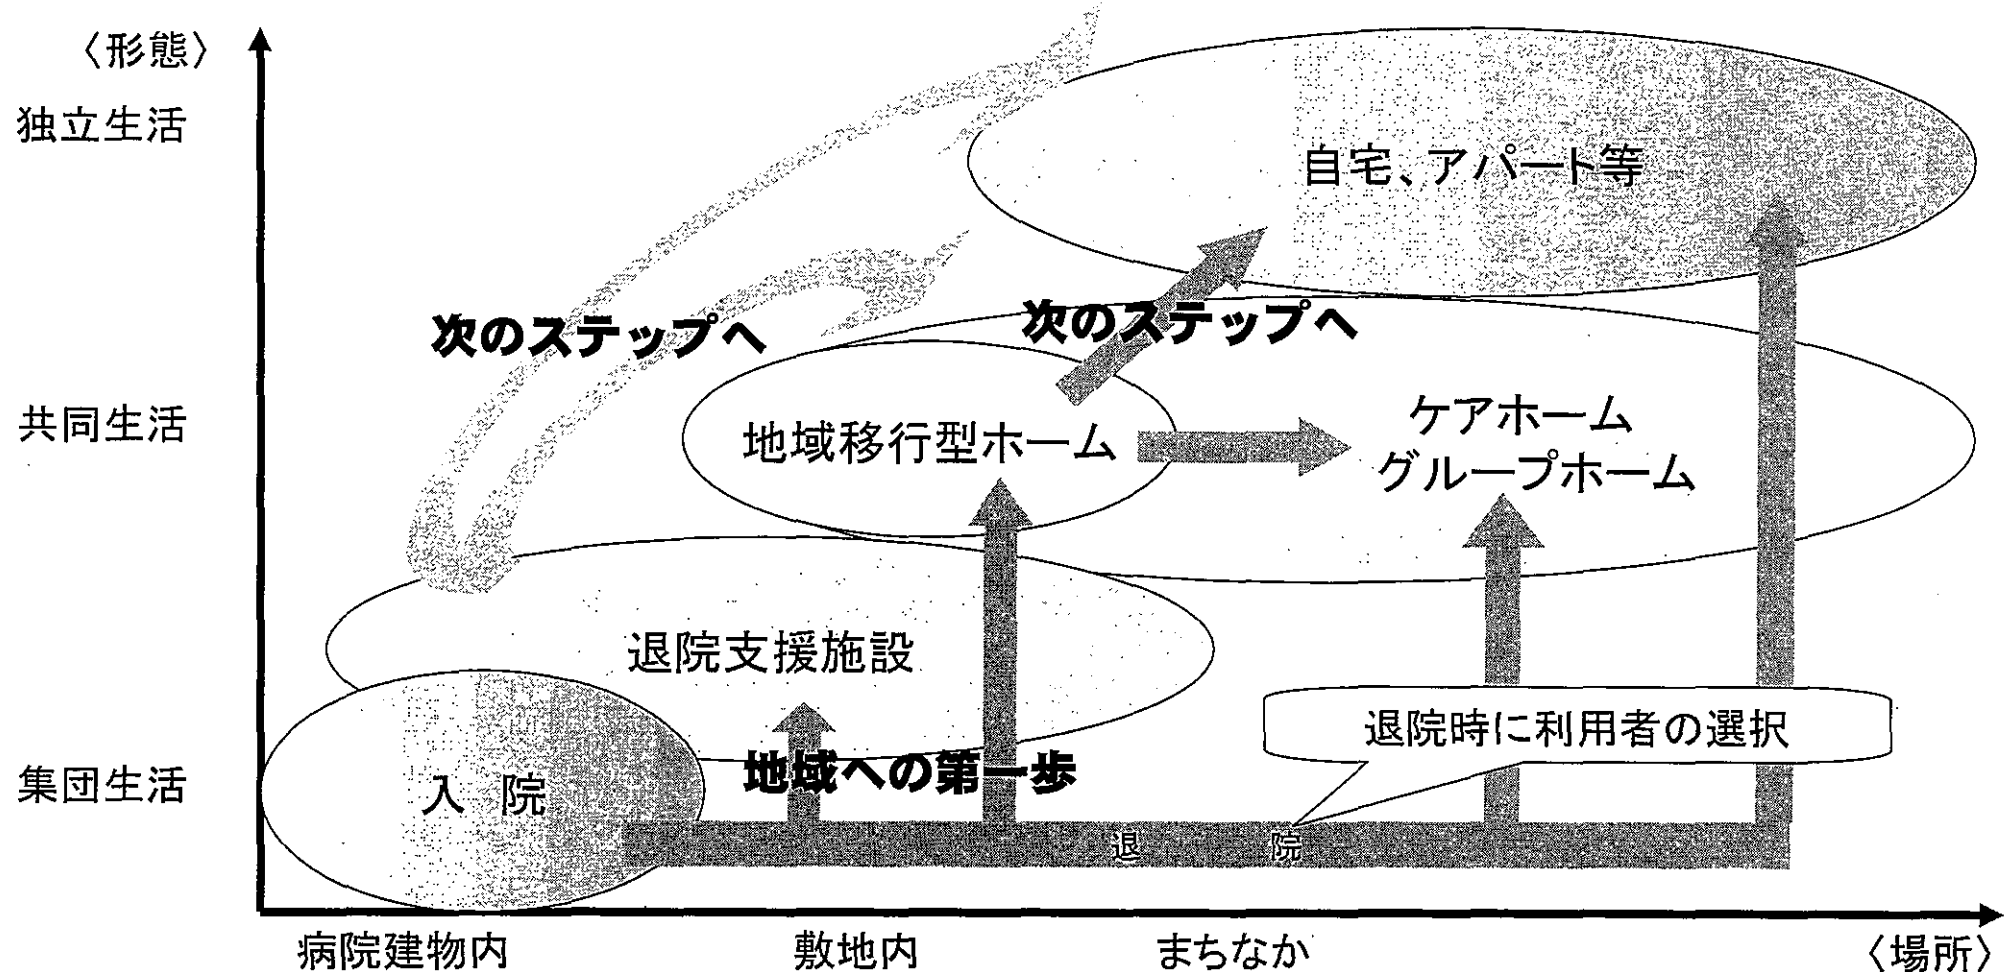 〈形態〉
独立生活
自宅、アパート等
次のステップへ
次のステップへ
共同生活
地域移行型ホーム
ケアホーム
グループホーム
退院支援施設
退院時に利用者の選択
集団生活
入 院
地域への第一歩
退 院
病院建物内
敷地内
まちなか
〈場所〉